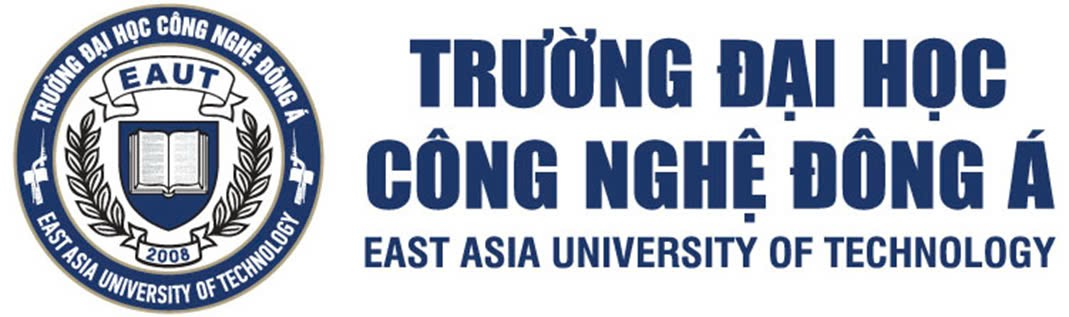 TRƯỜNG ĐẠI HỌC CÔNG NGHỆ ĐÔNG Á
EAUT
2008
EAST ASIA UNIVERSITY OF TECHNOLOGY
TRƯỜNG ĐẠI HỌC
CÔNG NGHỆ ĐÔNG Á
EAST ASIA UNIVERSITY OF TECHNOLOGY